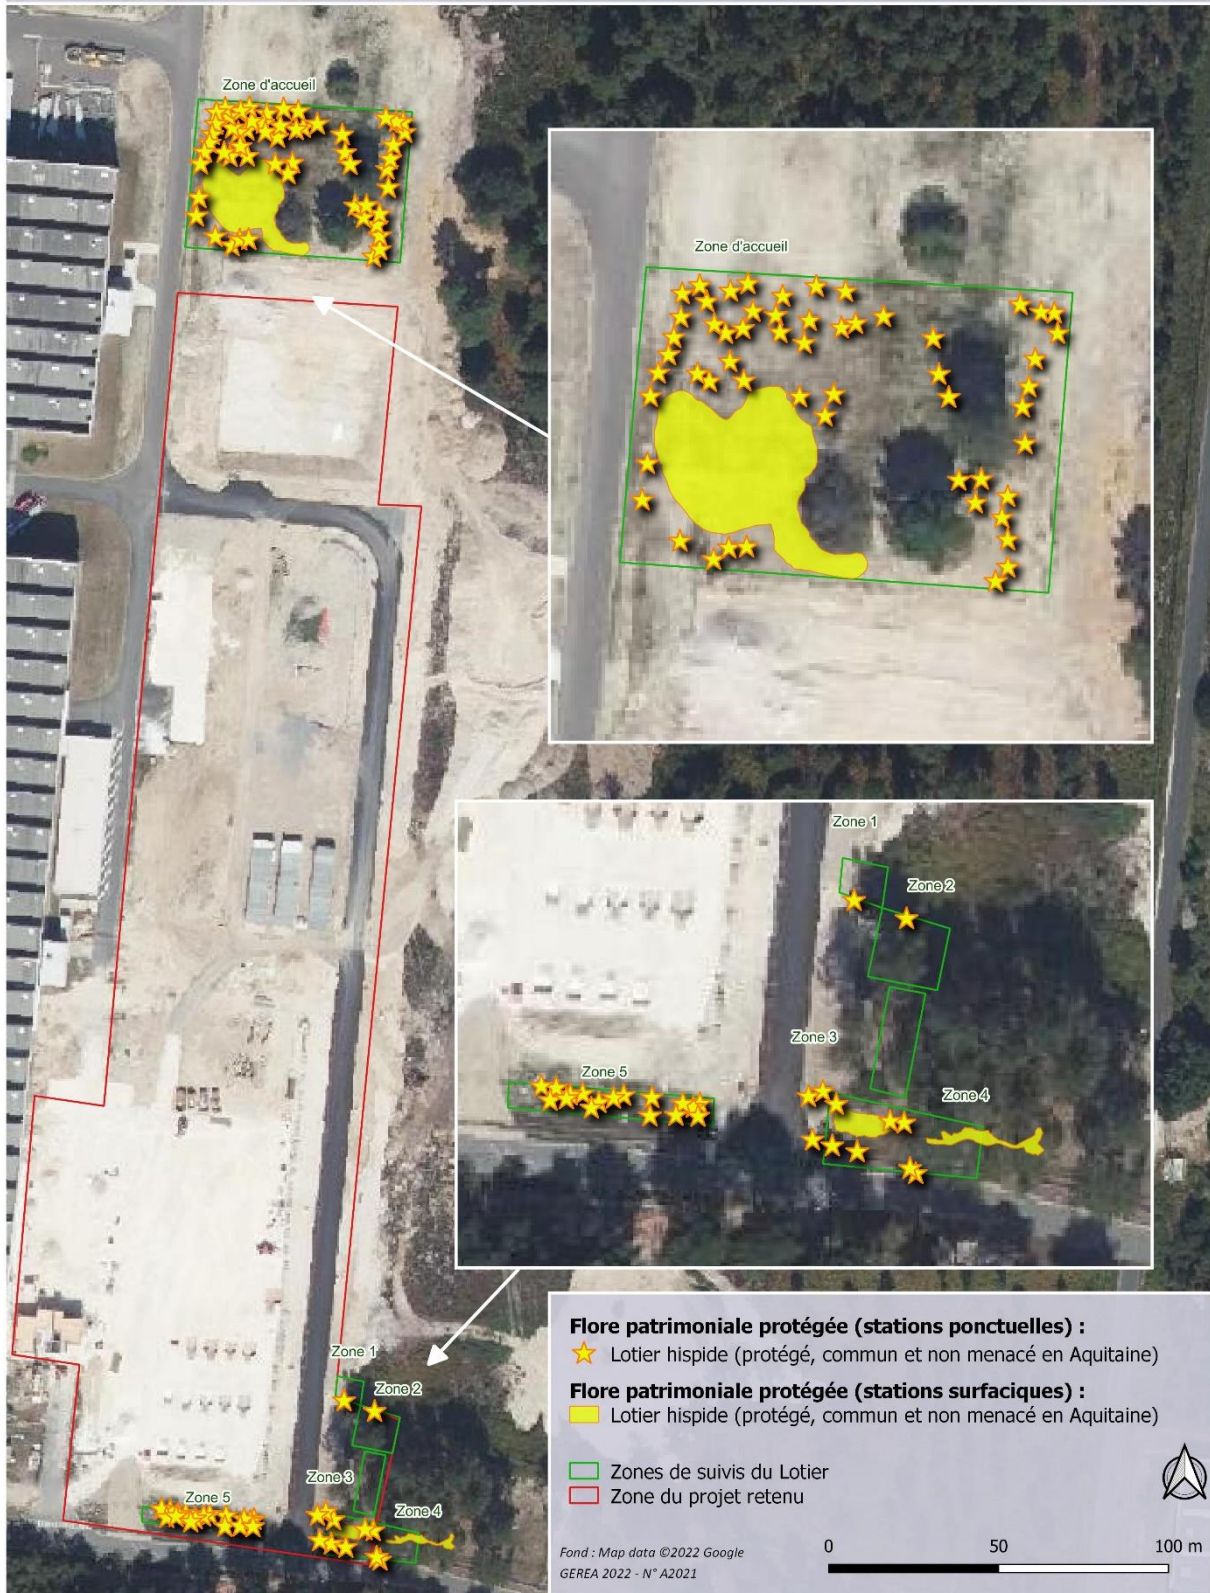 Zone d'accueil
Zone d'accueil
Zone 1
Zone 2
Zone 3
Zone 5
Zone 4
Zone 1
Zone 2
Zone 3
Zone 5
Zone 4
Flore patrimoniale protégée (stations ponctuelles) :
Lotier hispide (protégé, commun et non menacé en Aquitaine)
Flore patrimoniale protégée (stations surfaciques) :
Lotier hispide (protégé, commun et non menacé en Aquitaine)
Zones de suivis du Lotier
Zone du projet retenu
Fond : Map data ©2022 Google
GEREA 2022 - N° A2021
0 50 100 m